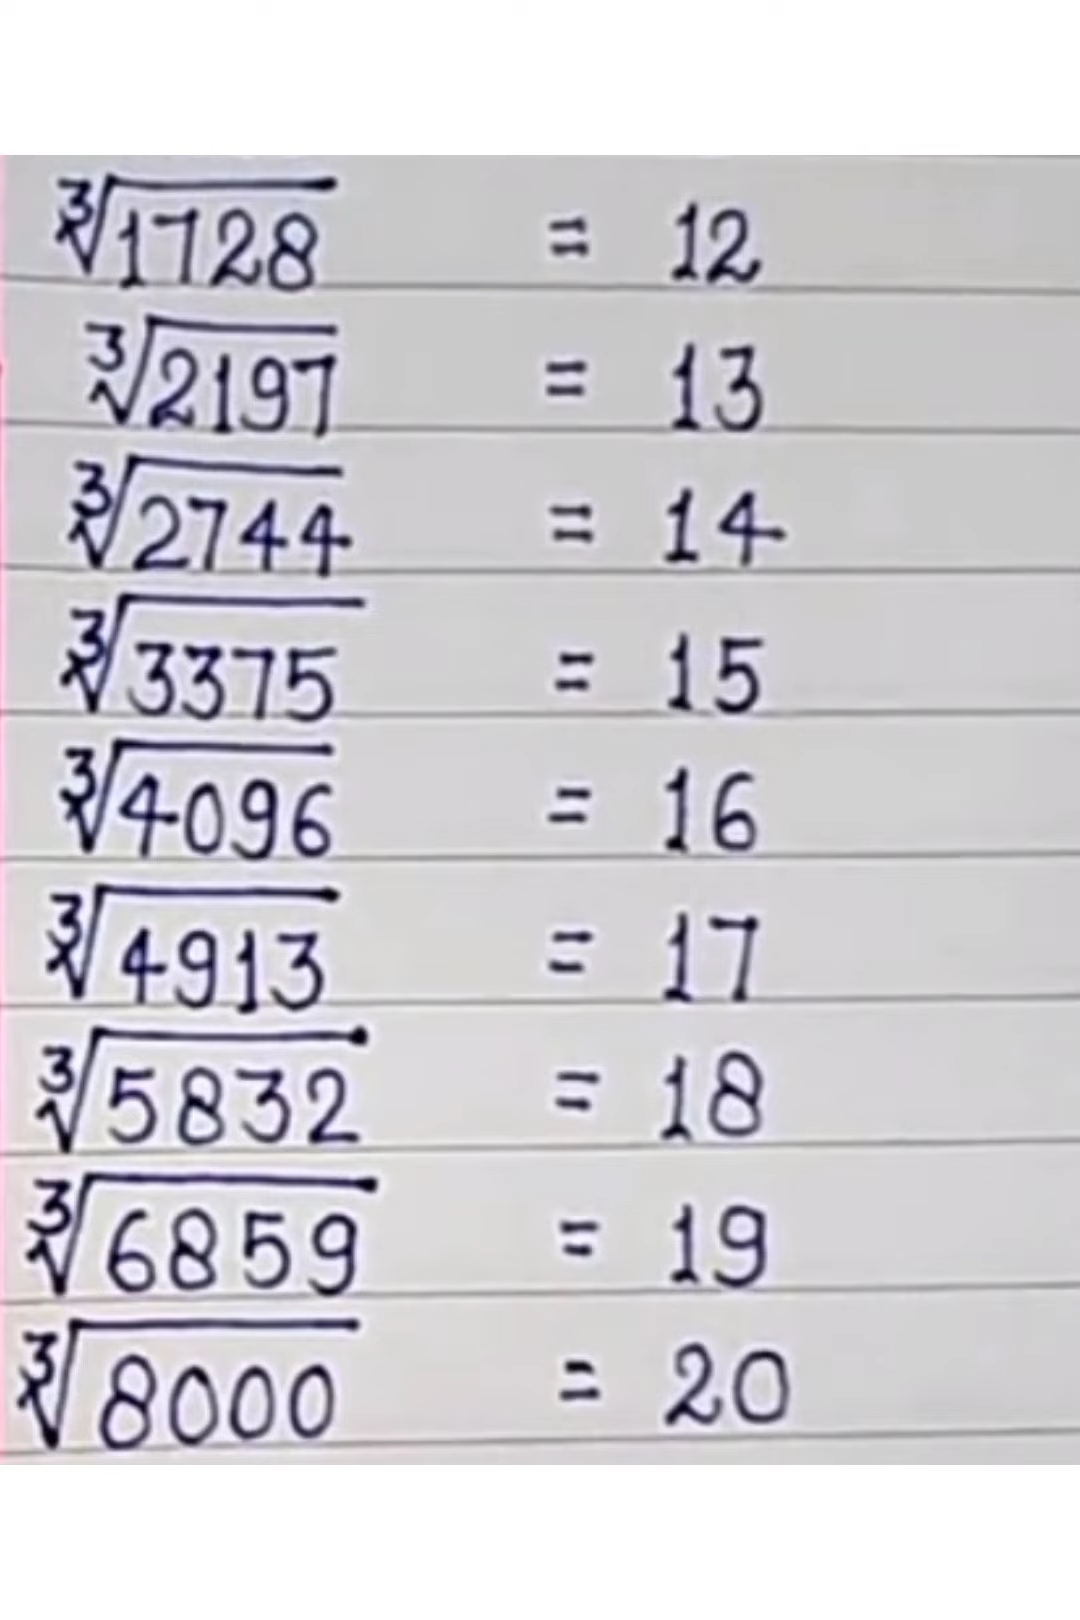 ∛1728 = 12
∛2197 = 13
∛2744 = 14
∛3375 = 15
∛4096 = 16
∛4913 = 17
∛5832 = 18
∛6859 = 19
∛8000 = 20